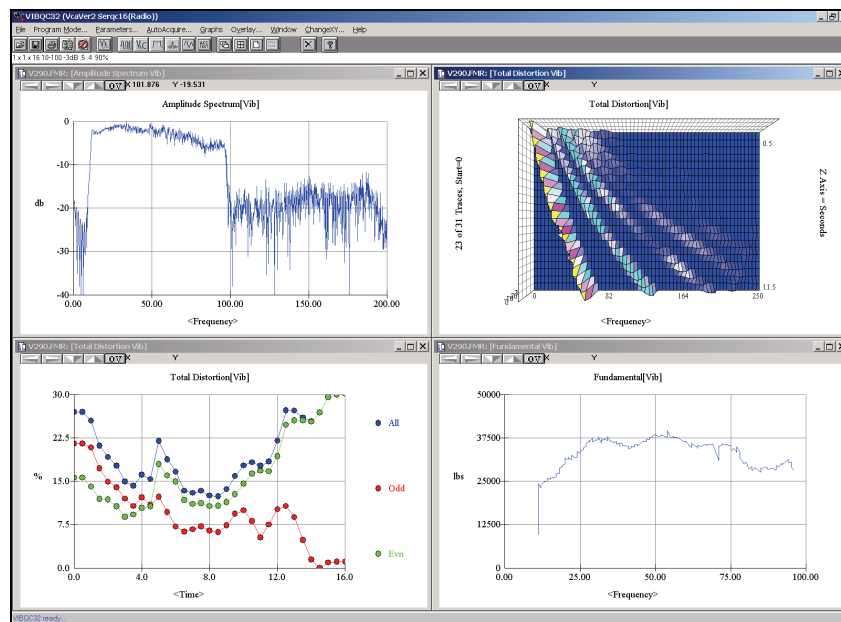 VIBQC32 (VcaVer2 Serqc16(Radio))
File Program Mode... Parameters... AutoAcquire... Graphs Overlay... Window ChangeXY... Help
1 x 1 x 16 10-100 -3dB .5 .4 90%
V290.FMR: [Amplitude Spectrum Vib]
OV X 101.876 Y -19.531
Amplitude Spectrum[Vib]
0
-10
db
-20
-30
-40
0.00 50.00 100.00 150.00 200.00
<Frequency>
V290.FMR: [Total Distortion Vib]
OV X Y
Total Distortion[Vib]
23 of 31 Traces, Start=0
0.5
Z Axis = Seconds
11.5
0 82 164 250
<Frequency>
V290.FMR: [Total Distortion Vib]
OV X Y
Total Distortion[Vib]
30.0
22.5
%
15.0
7.5
0.0
All
Odd
Evn
0.0 4.0 8.0 12.0 16.0
<Time>
V290.FMR: [Fundamental Vib]
OV X Y
Fundamental[Vib]
50000
37500
lbs
25000
12500
0
0.00 25.00 50.00 75.00 100.00
<Frequency>
VIBQC32 ready...